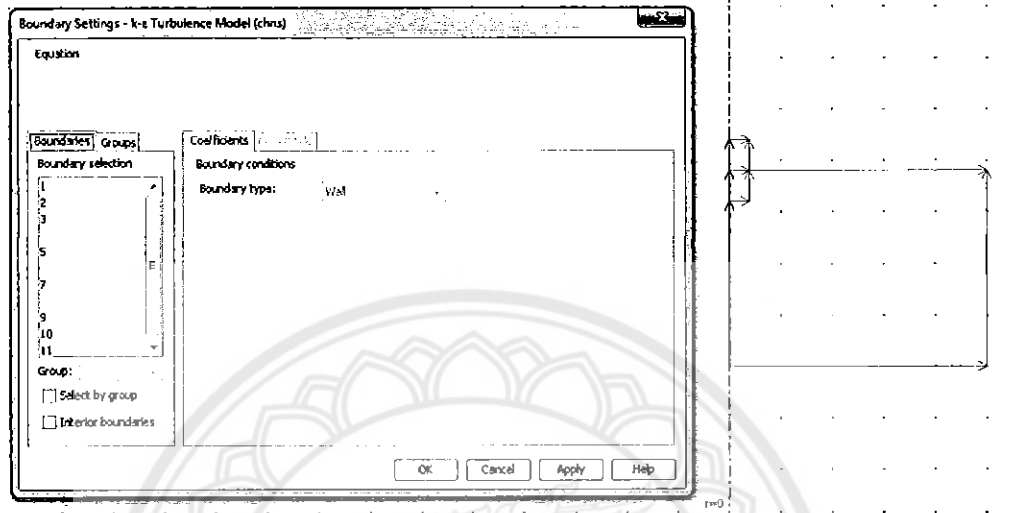 Boundary Settings - k-ε Turbulence Model (chns)
Equation
Boundaries Groups
Coefficients
Boundary selection
Boundary conditions
1
Boundary type: Wall
2
3
5
7
9
10
11
Group:
Select by group
Interior boundaries
OK Cancel Apply Help
r=0